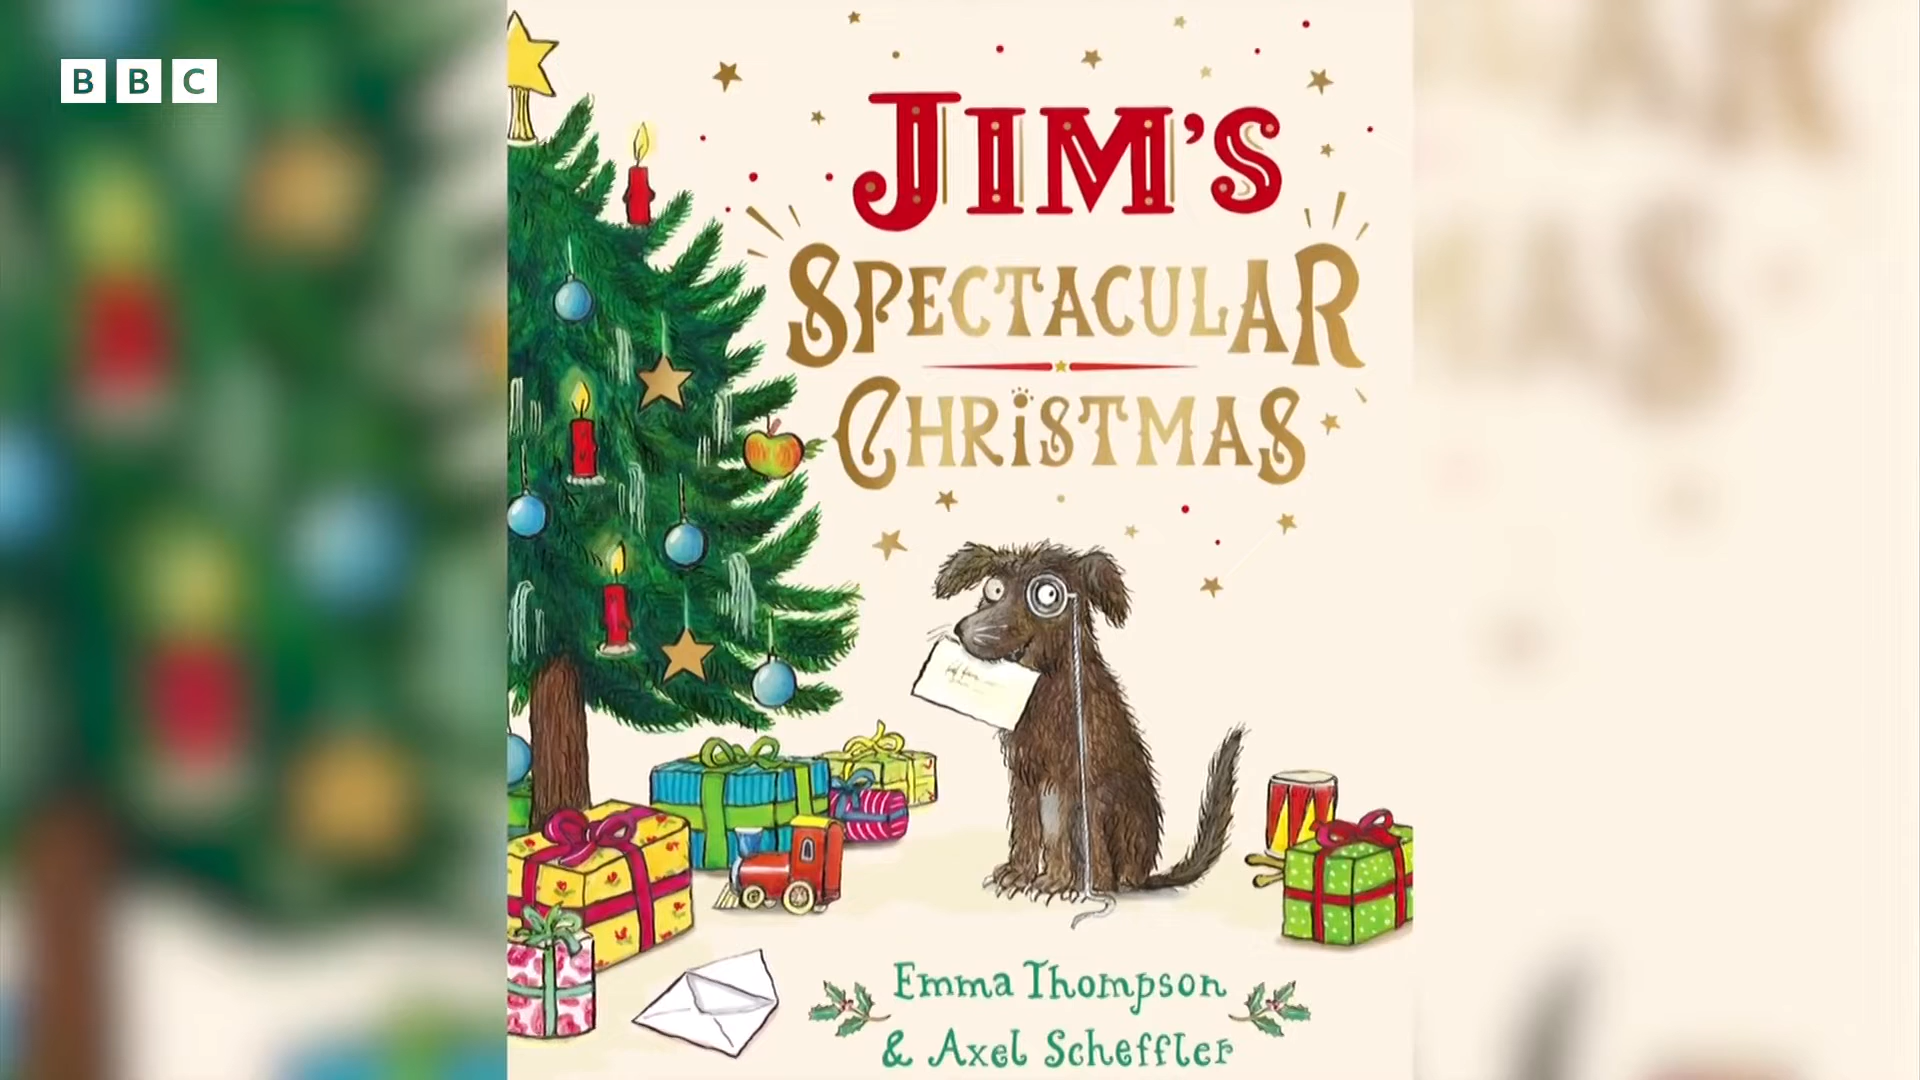 BBC
JIM'S
SPECTACULAR
CHRISTMAS
Emma Thompson
& Axel Scheffler